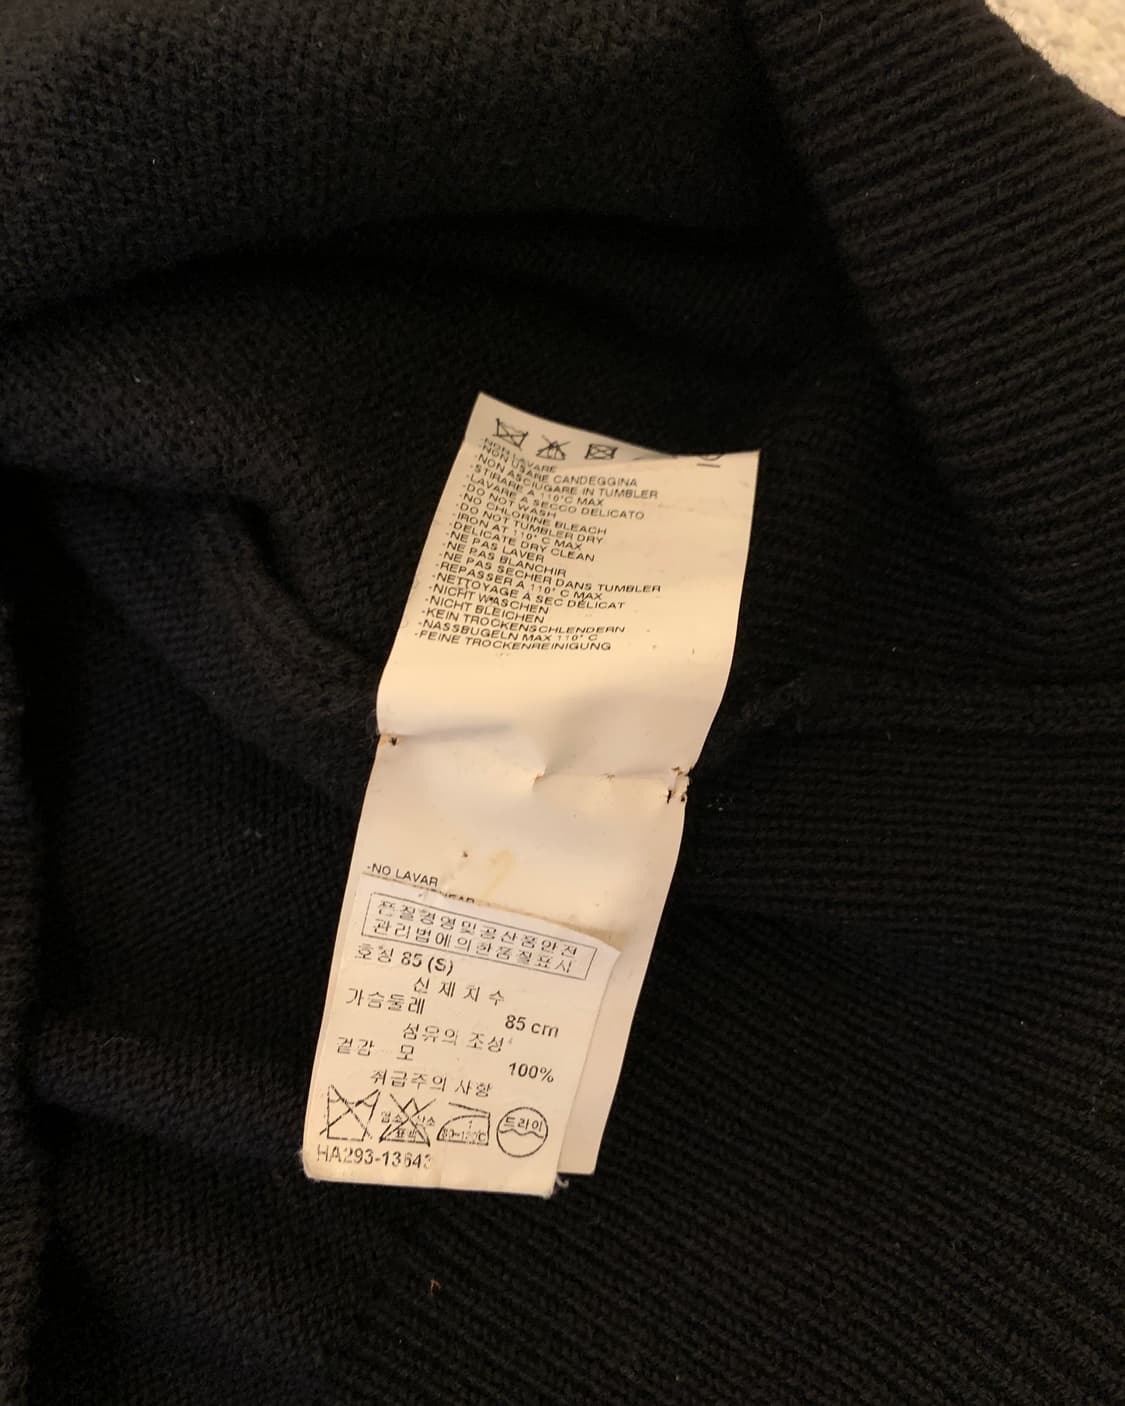 -NON LAVARE
-NON USARE CANDEGGINA
-NON ASCIUGARE IN TUMBLER
-STIRARE A 110°C MAX
-LAVARE A SECCO DELICATO
-DO NOT WASH
-NO CHLORINE BLEACH
-DO NOT TUMBLER DRY
-IRON AT 110° C MAX
-DELICATE DRY CLEAN
-NE PAS LAVER
-NE PAS BLANCHIR
-NE PAS SECHER DANS TUMBLER
-REPASSER A 110° C MAX
-NETTOYAGE A SEC DÉLICAT
-NICHT WASCHEN
-NICHT BLEICHEN
-KEIN TROCKENSCHLENDERN
-NASSBUGELN MAX 110° C
-FEINE TROCKENREINIGUNG
-NO LAVAR
품질경영및공산품안전
관리법에의한품질표시
호칭 85 (S)
신체치수
가슴둘레 85 cm
섬유의 조성
겉감 모 100%
취급주의 사항
드라이
HA293-13643